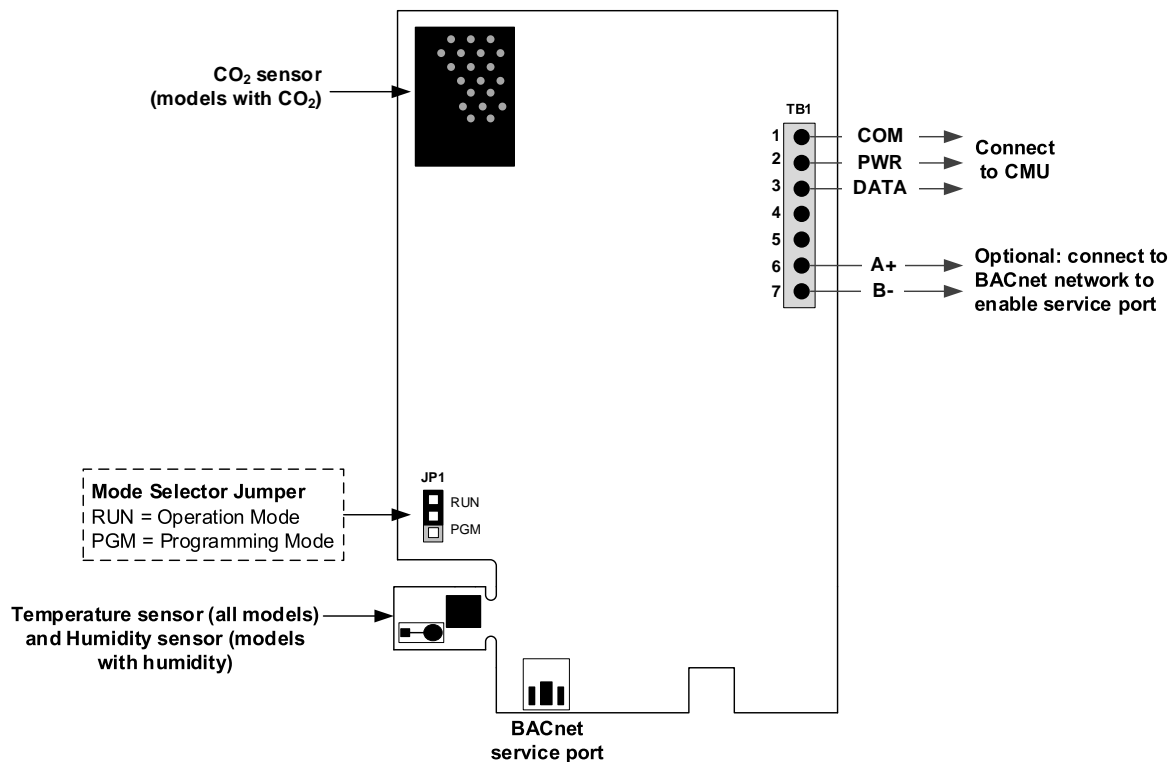 CO2 sensor
(models with CO2)
TB1
1 COM
2 PWR
3 DATA
4
5
6 A+
7 B-
Connect
to CMU
Optional: connect to
BACnet network to
enable service port
JP1
RUN
PGM
Mode Selector Jumper
RUN = Operation Mode
PGM = Programming Mode
Temperature sensor (all models)
and Humidity sensor (models
with humidity)
BACnet
service port